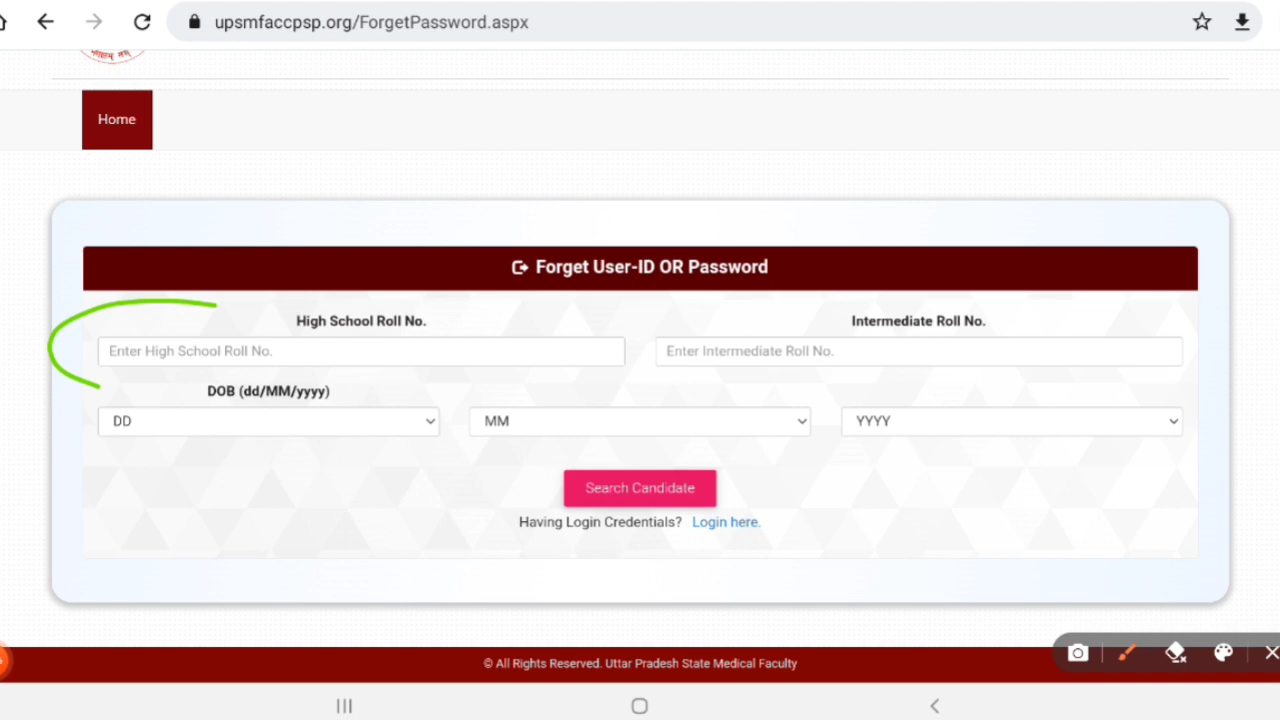 upsmfaccpsp.org/ForgetPassword.aspx
Home
Forget User-ID OR Password
High School Roll No.
Intermediate Roll No.
Enter High School Roll No.
Enter Intermediate Roll No.
DOB (dd/MM/yyyy)
DD
MM
YYYY
Search Candidate
Having Login Credentials? Login here.
© All Rights Reserved. Uttar Pradesh State Medical Faculty